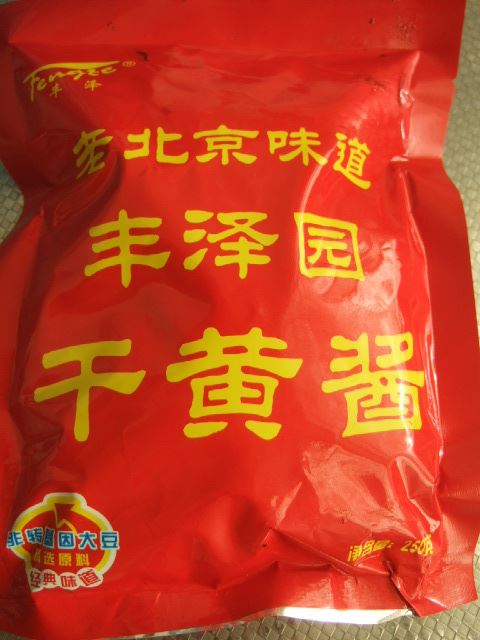 Fengze®
丰泽
老北京味道
丰泽园
干黄酱
非转基因大豆
精选原料
经典味道
净含量: 250